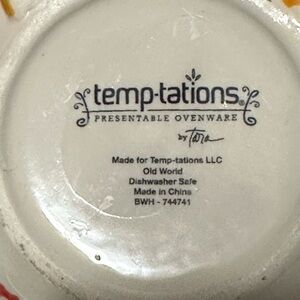 temp-tations®
PRESENTABLE OVENWARE
by Tara
Made for Temp-tations LLC
Old World
Dishwasher Safe
Made in China
BWH - 744741